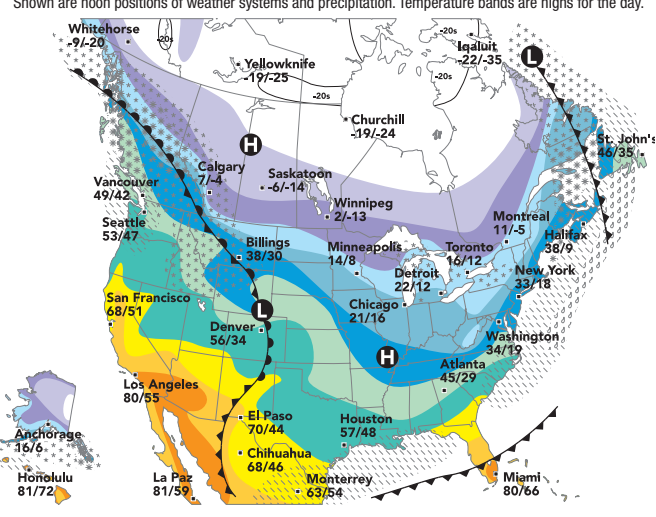 Shown are noon positions of weather systems and precipitation. Temperature bands are highs for the day.
Whitehorse
-9/-20
-20s
-20s
Iqaluit
-22/-35
L
Yellowknife
-19/-25
-20s
-20s
Churchill
-19/-24
H
St. John's
46/35
Calgary
7/-4
Saskatoon
-6/-14
Vancouver
49/42
Winnipeg
2/-13
Seattle
53/47
Montreal
11/-5
Halifax
38/9
Billings
38/30
Minneapolis
14/8
Toronto
16/12
Detroit
22/12
New York
33/18
San Francisco
68/51
L
Chicago
21/16
Denver
56/34
Washington
34/19
H
Atlanta
45/29
Los Angeles
80/55
El Paso
70/44
Houston
57/48
Anchorage
16/6
Chihuahua
68/46
Honolulu
81/72
La Paz
81/59
Monterrey
63/54
Miami
80/66